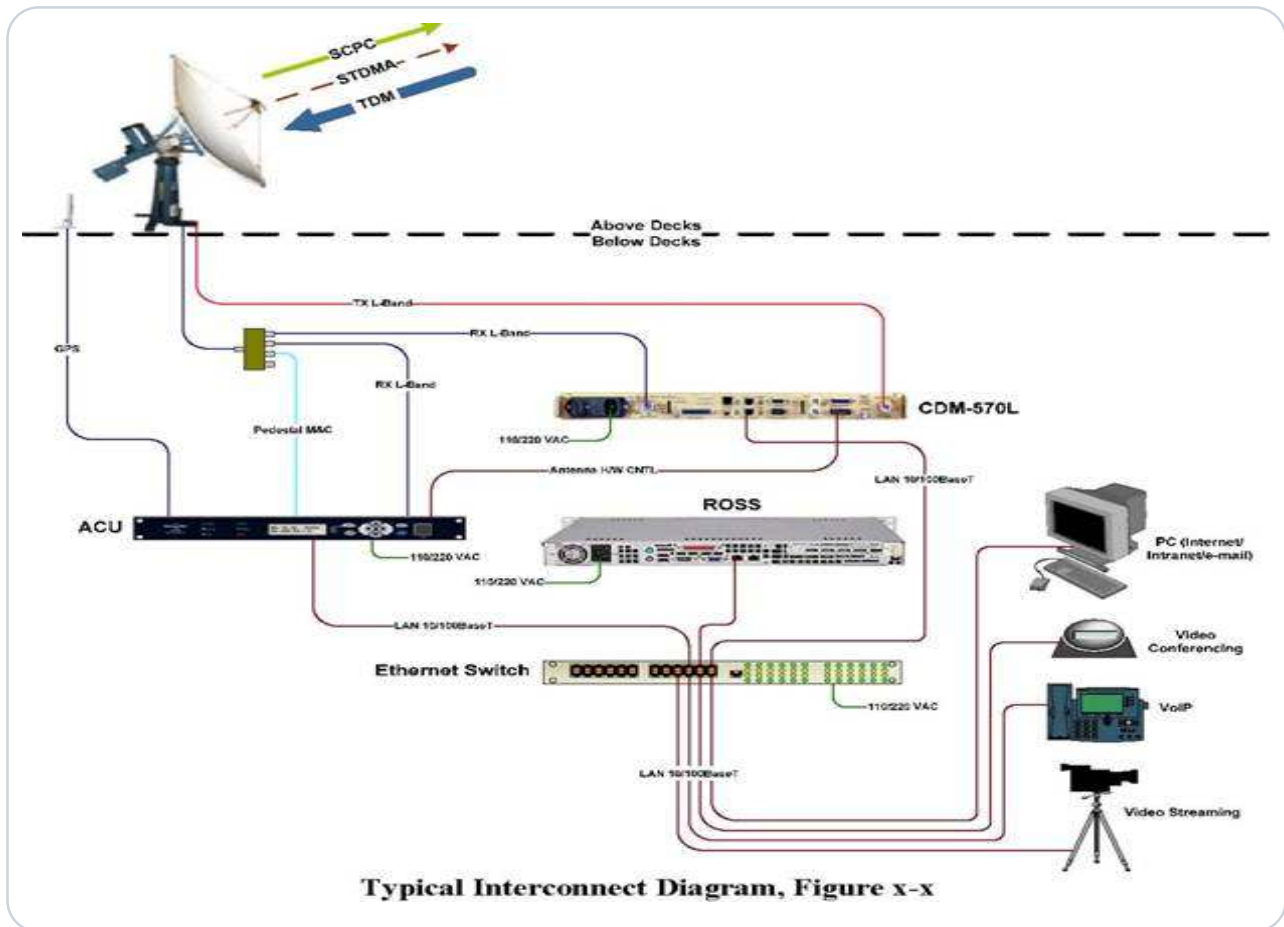 SCPC
STDMA
TDM
Above Decks
Below Decks
TX L-Band
RX L-Band
GPS
RX L-Band
CDM-570L
Pedestal M&C
110/220 VAC
Antenna H/W CNTL
LAN 10/100BaseT
ROSS
ACU
110/220 VAC
PC (Internet/
Intranet/e-mail)
110/220 VAC
LAN 10/100BaseT
Video
Conferencing
Ethernet Switch
110/220 VAC
VoIP
LAN 10/100BaseT
Video Streaming
Typical Interconnect Diagram, Figure x-x